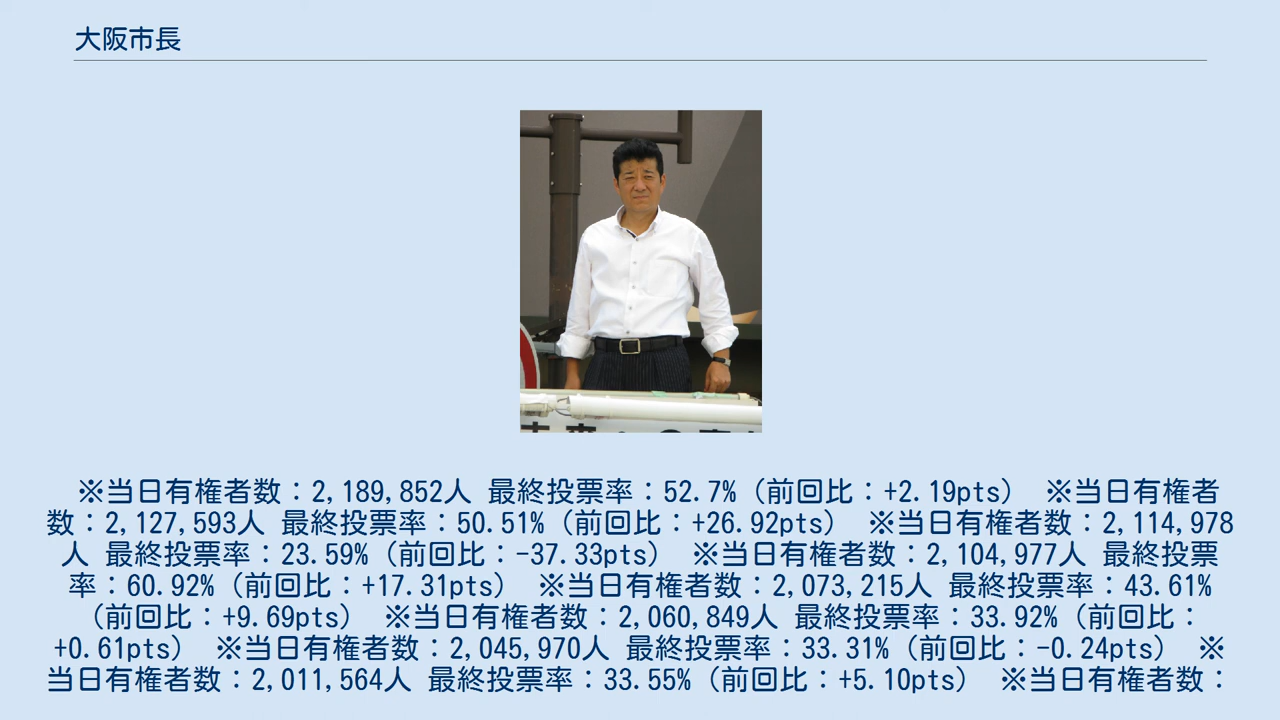 大阪市長
※当日有権者数：2,189,852人 最終投票率：52.7%（前回比：+2.19pts） ※当日有権者
数：2,127,593人 最終投票率：50.51%（前回比：+26.92pts） ※当日有権者数：2,114,978
人 最終投票率：23.59%（前回比：-37.33pts） ※当日有権者数：2,104,977人 最終投票
率：60.92%（前回比：+17.31pts） ※当日有権者数：2,073,215人 最終投票率：43.61%
（前回比：+9.69pts） ※当日有権者数：2,060,849人 最終投票率：33.92%（前回比：
+0.61pts） ※当日有権者数：2,045,970人 最終投票率：33.31%（前回比：-0.24pts） ※
当日有権者数：2,011,564人 最終投票率：33.55%（前回比：+5.10pts） ※当日有権者数：